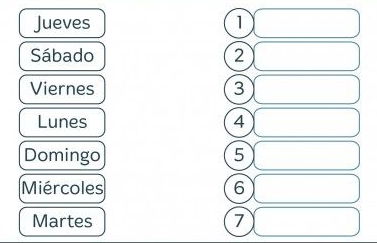 Jueves 1
Sábado 2
Viernes 3
Lunes 4
Domingo 5
Miércoles 6
Martes 7